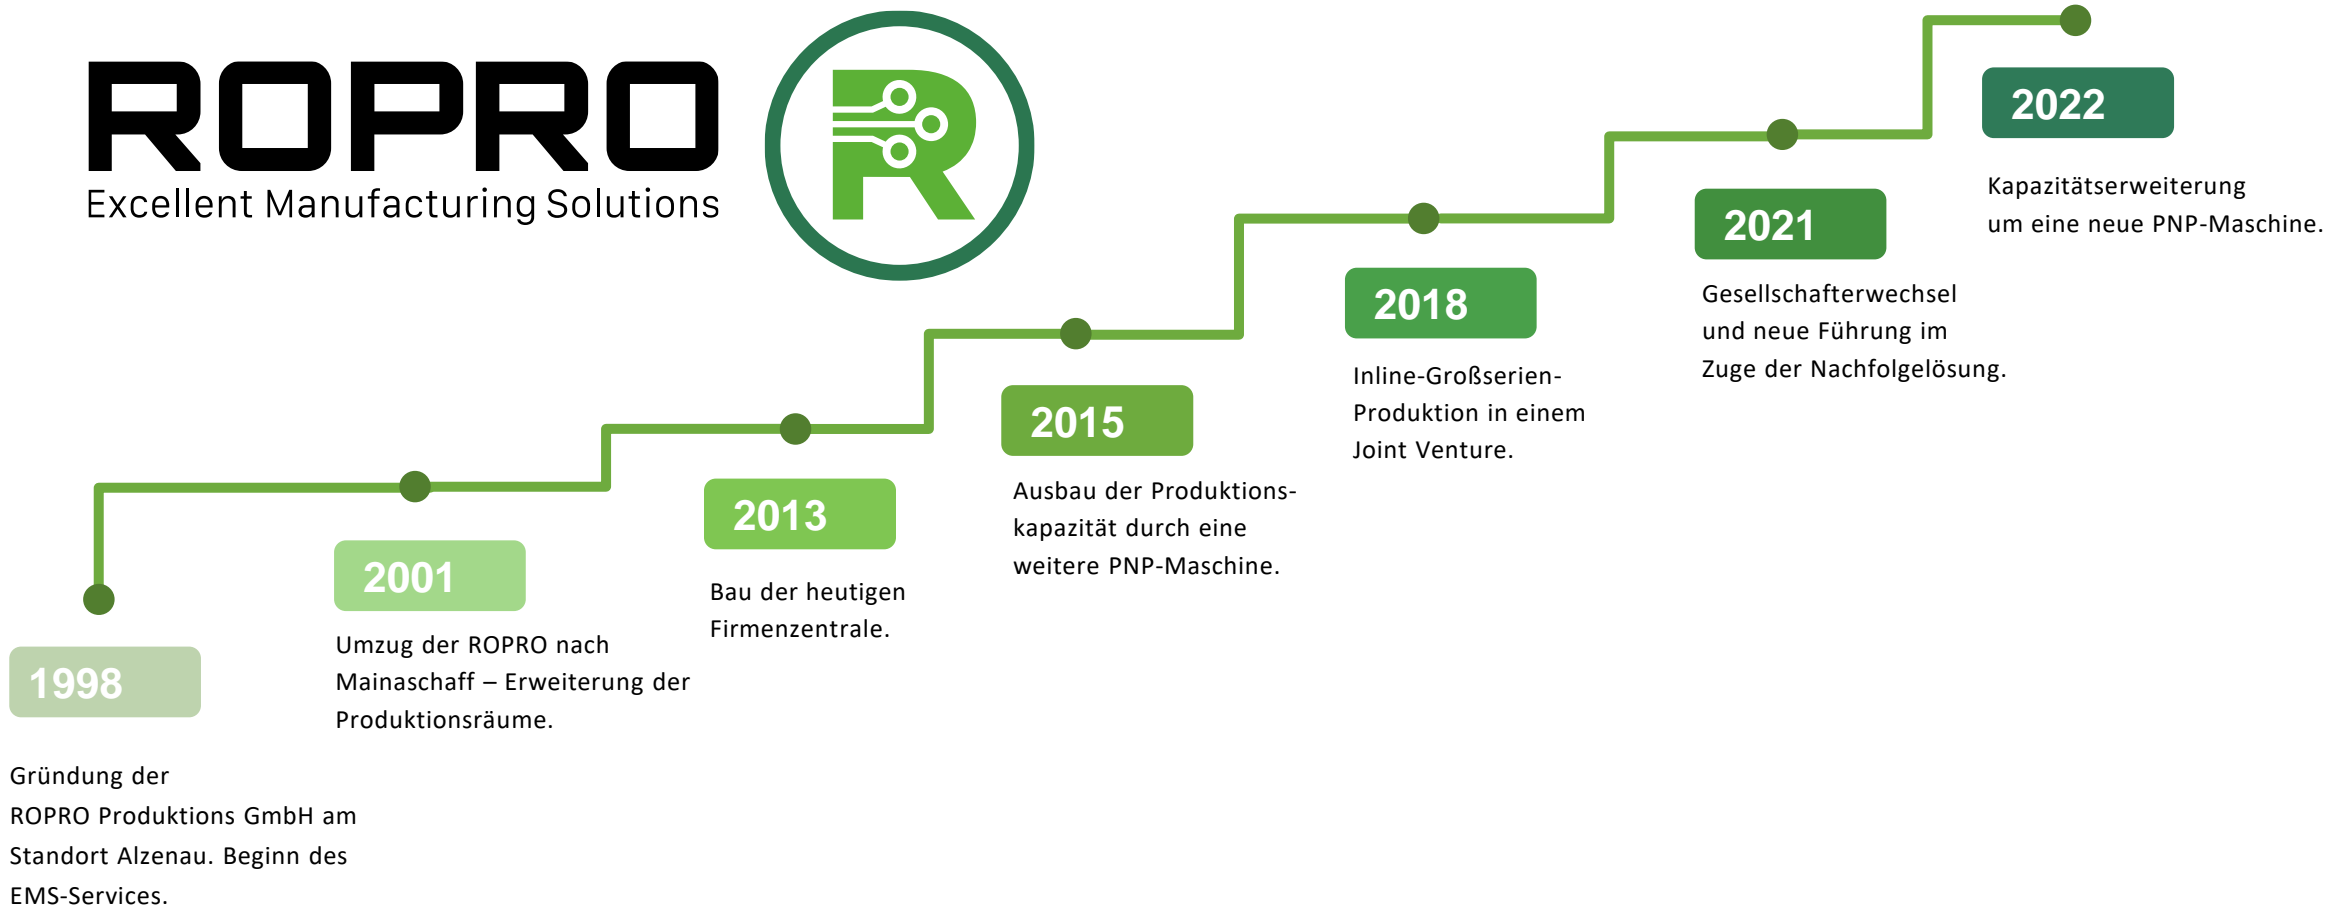 ROPRO
Excellent Manufacturing Solutions
R
1998
Gründung der
ROPRO Produktions GmbH am
Standort Alzenau. Beginn des
EMS-Services.
2001
Umzug der ROPRO nach
Mainaschaff – Erweiterung der
Produktionsräume.
2013
Bau der heutigen
Firmenzentrale.
2015
Ausbau der Produktions-
kapazität durch eine
weitere PNP-Maschine.
2018
Inline-Großserien-
Produktion in einem
Joint Venture.
2021
Gesellschafterwechsel
und neue Führung im
Zuge der Nachfolgelösung.
2022
Kapazitätserweiterung
um eine neue PNP-Maschine.